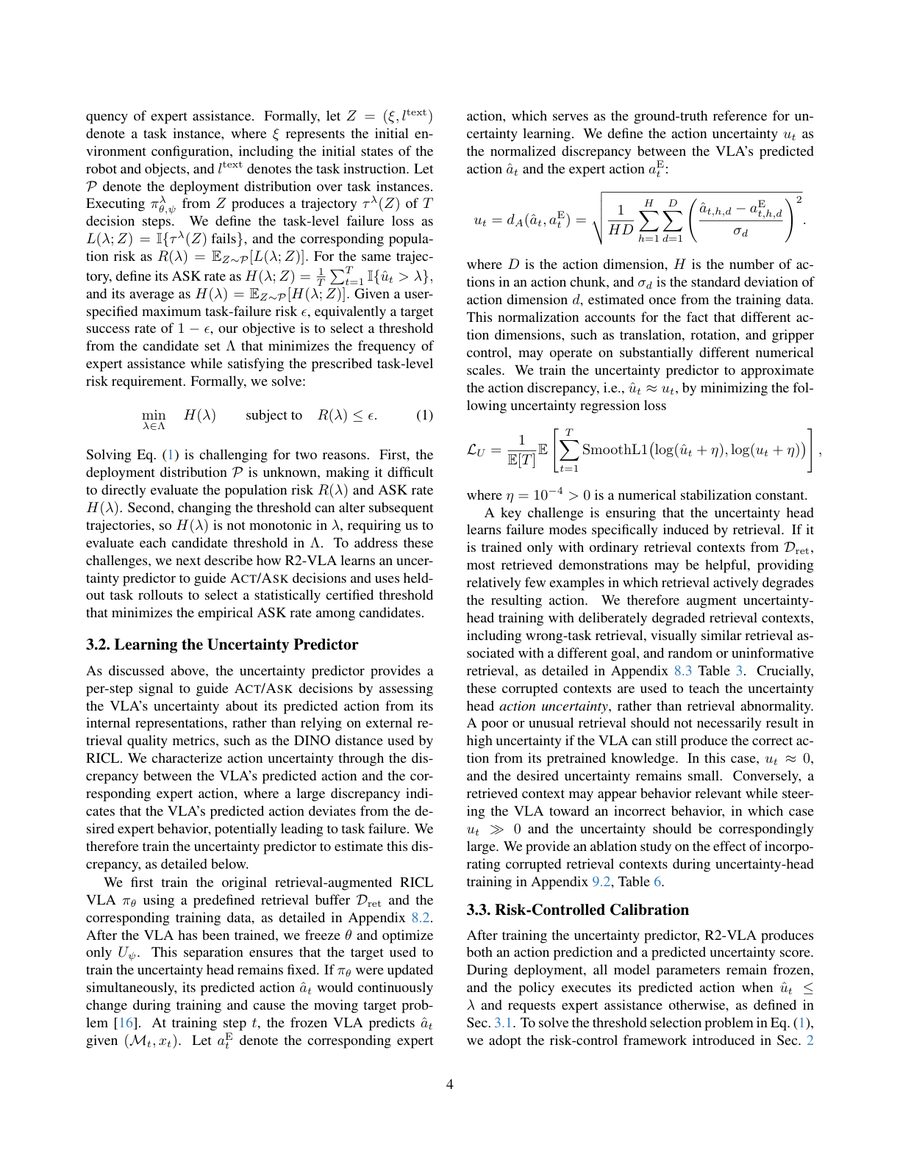 quency of expert assistance. Formally, let Z = (ξ, l^text)
denote a task instance, where ξ represents the initial en-
vironment configuration, including the initial states of the
robot and objects, and l^text denotes the task instruction. Let
𝒫 denote the deployment distribution over task instances.
Executing π^λ_{θ,ψ} from Z produces a trajectory τ^λ(Z) of T
decision steps. We define the task-level failure loss as
L(λ; Z) = 𝕀{τ^λ(Z) fails}, and the corresponding popula-
tion risk as R(λ) = 𝔼_{Z∼𝒫}[L(λ; Z)]. For the same trajec-
tory, define its ASK rate as H(λ; Z) = 1/T ∑_{t=1}^T 𝕀{û_t > λ},
and its average as H(λ) = 𝔼_{Z∼𝒫}[H(λ; Z)]. Given a user-
specified maximum task-failure risk ϵ, equivalently a target
success rate of 1 − ϵ, our objective is to select a threshold
from the candidate set Λ that minimizes the frequency of
expert assistance while satisfying the prescribed task-level
risk requirement. Formally, we solve:
min_{λ∈Λ} H(λ) subject to R(λ) ≤ ϵ. (1)
Solving Eq. (1) is challenging for two reasons. First, the
deployment distribution 𝒫 is unknown, making it difficult
to directly evaluate the population risk R(λ) and ASK rate
H(λ). Second, changing the threshold can alter subsequent
trajectories, so H(λ) is not monotonic in λ, requiring us to
evaluate each candidate threshold in Λ. To address these
challenges, we next describe how R2-VLA learns an uncer-
tainty predictor to guide ACT/ASK decisions and uses held-
out task rollouts to select a statistically certified threshold
that minimizes the empirical ASK rate among candidates.
3.2. Learning the Uncertainty Predictor
As discussed above, the uncertainty predictor provides a
per-step signal to guide ACT/ASK decisions by assessing
the VLA's uncertainty about its predicted action from its
internal representations, rather than relying on external re-
trieval quality metrics, such as the DINO distance used by
RICL. We characterize action uncertainty through the dis-
crepancy between the VLA's predicted action and the cor-
responding expert action, where a large discrepancy indi-
cates that the VLA's predicted action deviates from the de-
sired expert behavior, potentially leading to task failure. We
therefore train the uncertainty predictor to estimate this dis-
crepancy, as detailed below.
We first train the original retrieval-augmented RICL
VLA π_θ using a predefined retrieval buffer 𝒟_ret and the
corresponding training data, as detailed in Appendix 8.2.
After the VLA has been trained, we freeze θ and optimize
only U_ψ. This separation ensures that the target used to
train the uncertainty head remains fixed. If π_θ were updated
simultaneously, its predicted action â_t would continuously
change during training and cause the moving target prob-
lem [16]. At training step t, the frozen VLA predicts â_t
given (ℳ_t, x_t). Let a^E_t denote the corresponding expert
action, which serves as the ground-truth reference for un-
certainty learning. We define the action uncertainty u_t as
the normalized discrepancy between the VLA's predicted
action â_t and the expert action a^E_t:
u_t = d_A(â_t, a^E_t) = √( 1/(HD) ∑_{h=1}^H ∑_{d=1}^D ( (â_{t,h,d} − a^E_{t,h,d}) / σ_d )^2 ).
where D is the action dimension, H is the number of ac-
tions in an action chunk, and σ_d is the standard deviation of
action dimension d, estimated once from the training data.
This normalization accounts for the fact that different ac-
tion dimensions, such as translation, rotation, and gripper
control, may operate on substantially different numerical
scales. We train the uncertainty predictor to approximate
the action discrepancy, i.e., û_t ≈ u_t, by minimizing the fol-
lowing uncertainty regression loss
ℒ_U = 1/𝔼[T] 𝔼[ ∑_{t=1}^T SmoothL1(log(û_t + η), log(u_t + η)) ],
where η = 10^−4 > 0 is a numerical stabilization constant.
A key challenge is ensuring that the uncertainty head
learns failure modes specifically induced by retrieval. If it
is trained only with ordinary retrieval contexts from 𝒟_ret,
most retrieved demonstrations may be helpful, providing
relatively few examples in which retrieval actively degrades
the resulting action. We therefore augment uncertainty-
head training with deliberately degraded retrieval contexts,
including wrong-task retrieval, visually similar retrieval as-
sociated with a different goal, and random or uninformative
retrieval, as detailed in Appendix 8.3 Table 3. Crucially,
these corrupted contexts are used to teach the uncertainty
head action uncertainty, rather than retrieval abnormality.
A poor or unusual retrieval should not necessarily result in
high uncertainty if the VLA can still produce the correct ac-
tion from its pretrained knowledge. In this case, u_t ≈ 0,
and the desired uncertainty remains small. Conversely, a
retrieved context may appear behavior relevant while steer-
ing the VLA toward an incorrect behavior, in which case
u_t ≫ 0 and the uncertainty should be correspondingly
large. We provide an ablation study on the effect of incorpo-
rating corrupted retrieval contexts during uncertainty-head
training in Appendix 9.2, Table 6.
3.3. Risk-Controlled Calibration
After training the uncertainty predictor, R2-VLA produces
both an action prediction and a predicted uncertainty score.
During deployment, all model parameters remain frozen,
and the policy executes its predicted action when û_t ≤
λ and requests expert assistance otherwise, as defined in
Sec. 3.1. To solve the threshold selection problem in Eq. (1),
we adopt the risk-control framework introduced in Sec. 2
4